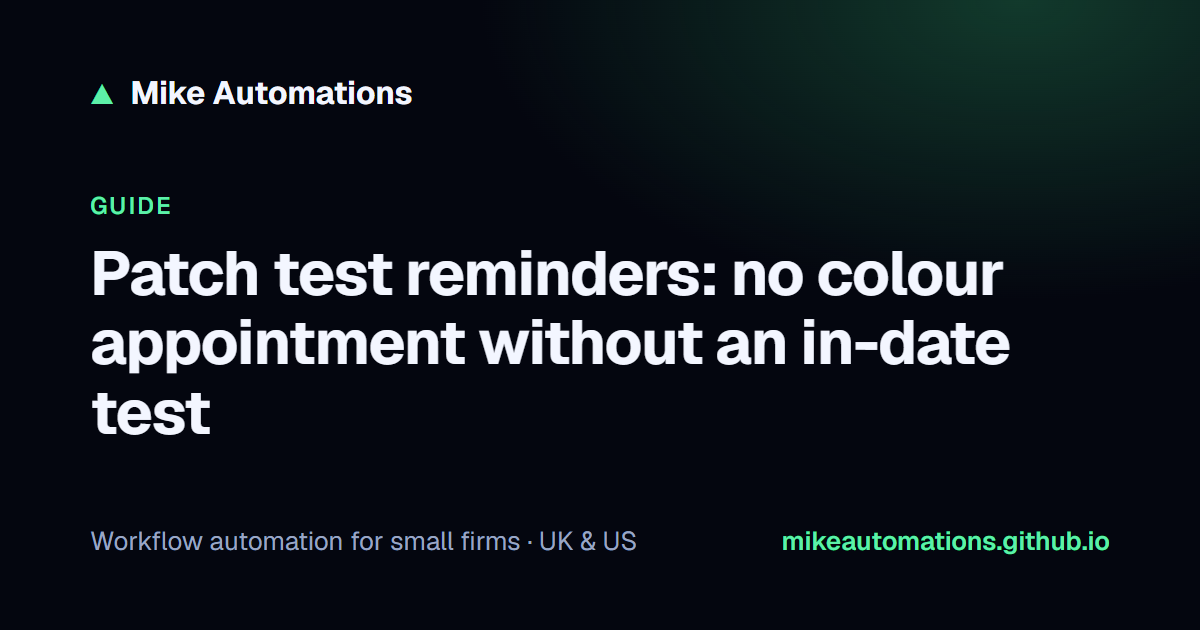 Mike Automations
GUIDE
Patch test reminders: no colour
appointment without an in-date
test
Workflow automation for small firms · UK & US
mikeautomations.github.io